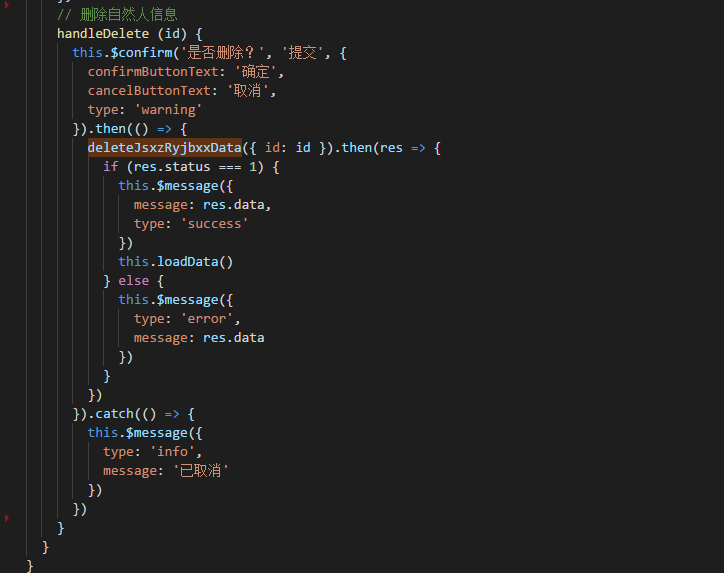 // 删除自然人信息
handleDelete (id) {
this.$confirm('是否删除？', '提交', {
confirmButtonText: '确定',
cancelButtonText: '取消',
type: 'warning'
}).then(() => {
deleteJsxzRyjbxxData({ id: id }).then(res => {
if (res.status === 1) {
this.$message({
message: res.data,
type: 'success'
})
this.loadData()
} else {
this.$message({
type: 'error',
message: res.data
})
}
})
}).catch(() => {
this.$message({
type: 'info',
message: '已取消'
})
})
}
}
}